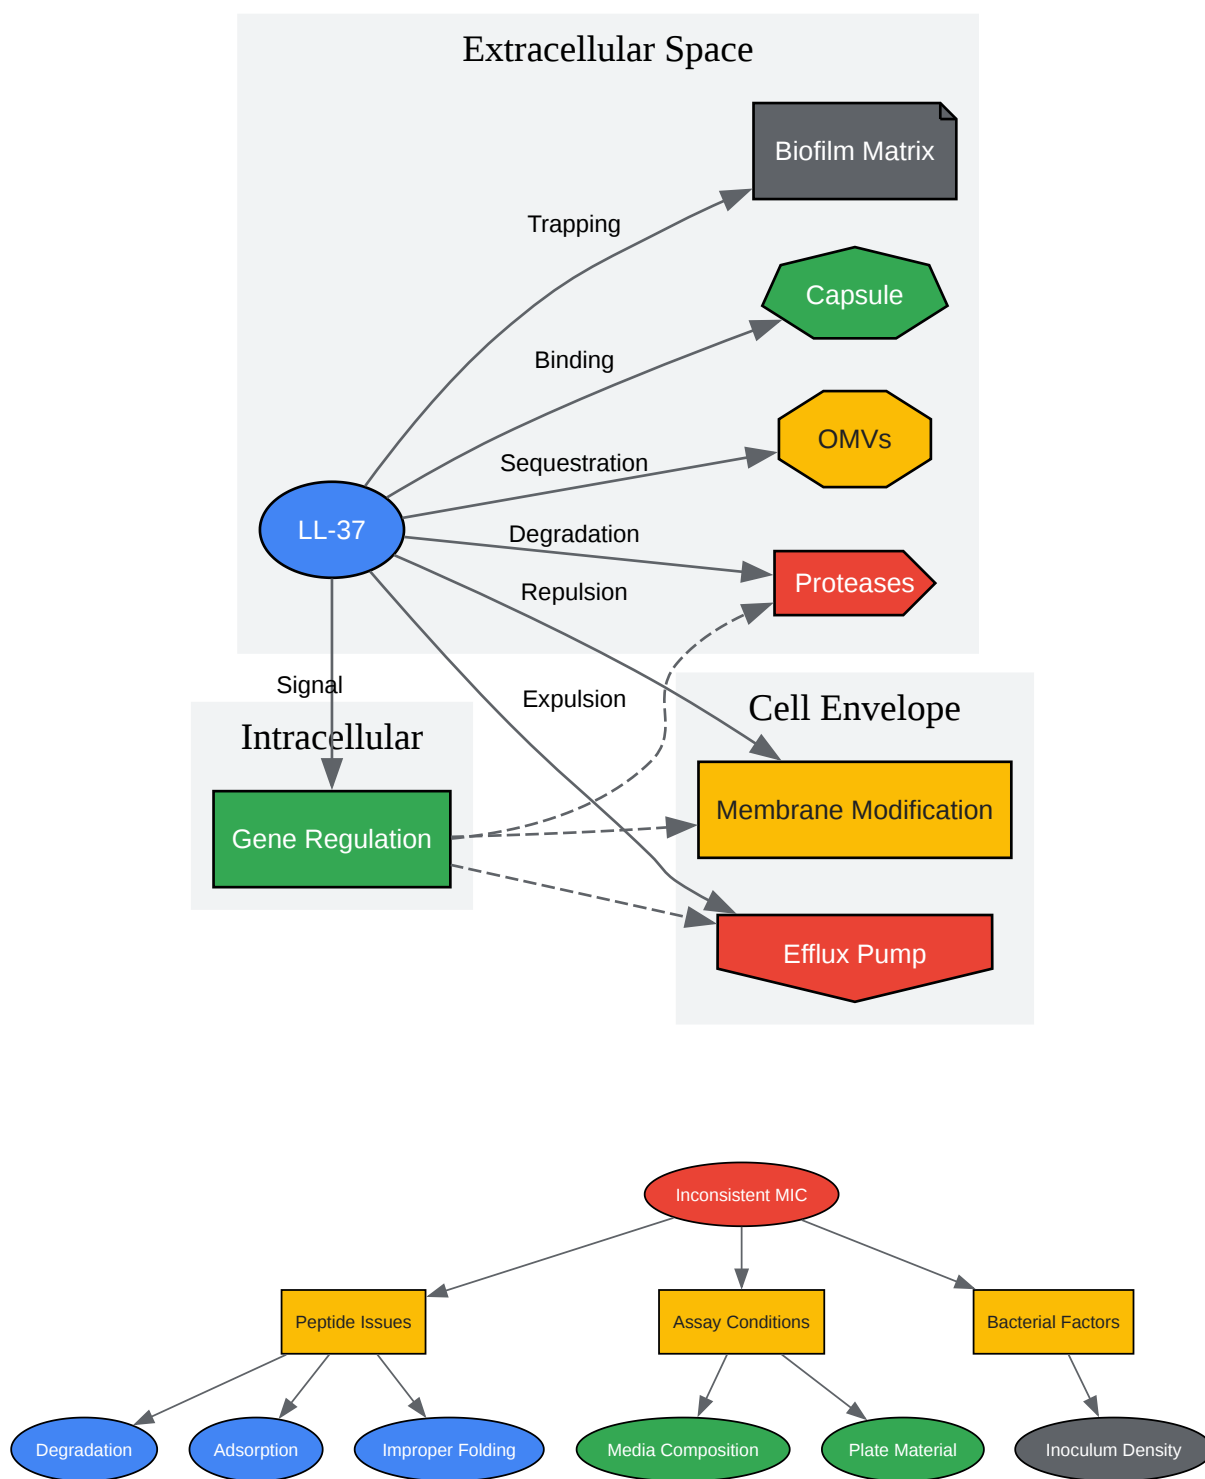 Extracellular Space
Biofilm Matrix
Trapping
Capsule
Binding
OMVs
Sequestration
LL-37
Degradation
Proteases
Repulsion
Signal
Expulsion
Cell Envelope
Intracellular
Membrane Modification
Gene Regulation
Efflux Pump
Inconsistent MIC
Peptide Issues
Assay Conditions
Bacterial Factors
Degradation
Adsorption
Improper Folding
Media Composition
Plate Material
Inoculum Density